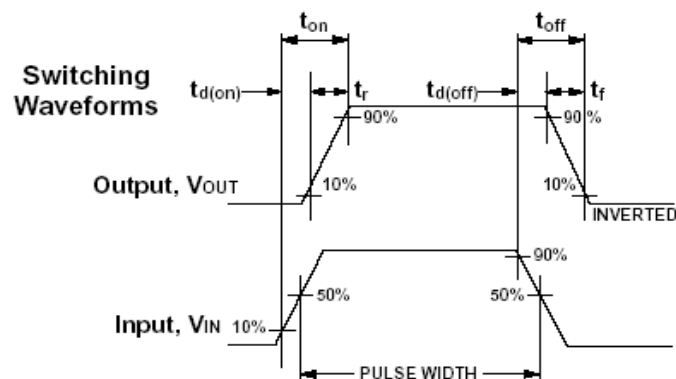 ton
toff
Switching
Waveforms
td(on)
tr
td(off)
tf
90%
90%
Output, VOUT
10%
10%
INVERTED
90%
50%
50%
Input, VIN
10%
PULSE WIDTH